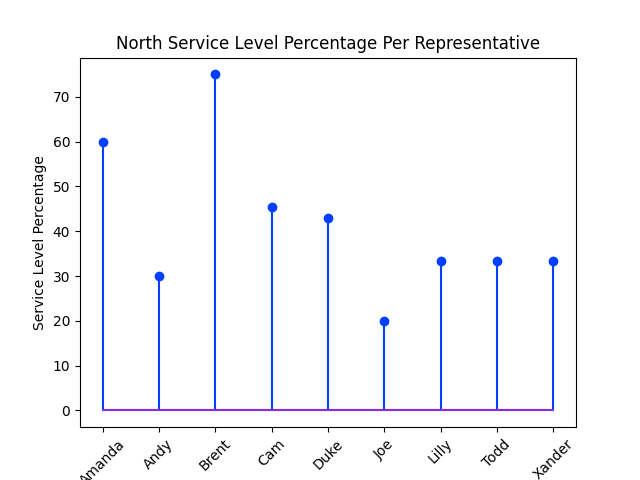 North Service Level Percentage Per Representative
Service Level Percentage
70
60
50
40
30
20
10
0
Amanda Andy Brent Cam Duke Joe Lilly Todd Xander